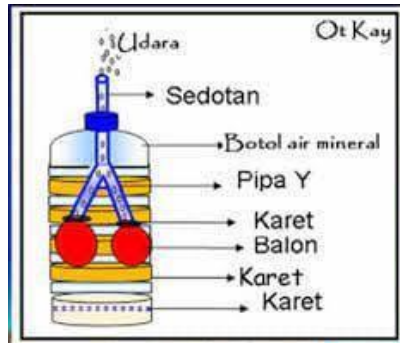 Udara
Ot Kay
Sedotan
Botol air mineral
Pipa Y
Karet
Balon
Karet
Karet